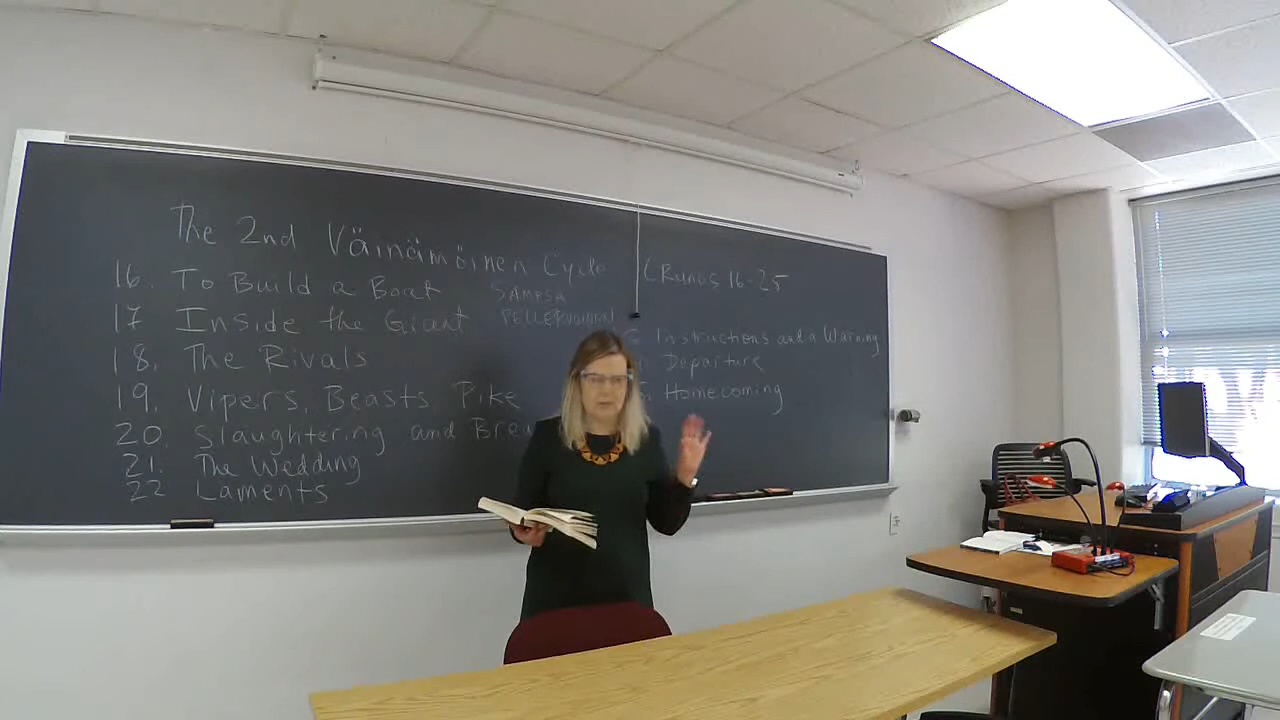 The 2nd Väinämöinen Cycle (Runos 16-25
16. To Build a Boat SAMPSA
PELLERVOINEN
17 Inside the Giant
18. The Rivals
19. Vipers, Beasts, Pike
20. Slaughtering and
21. The Wedding
22 Laments
Instructions and a Warning
Departure
Homecoming